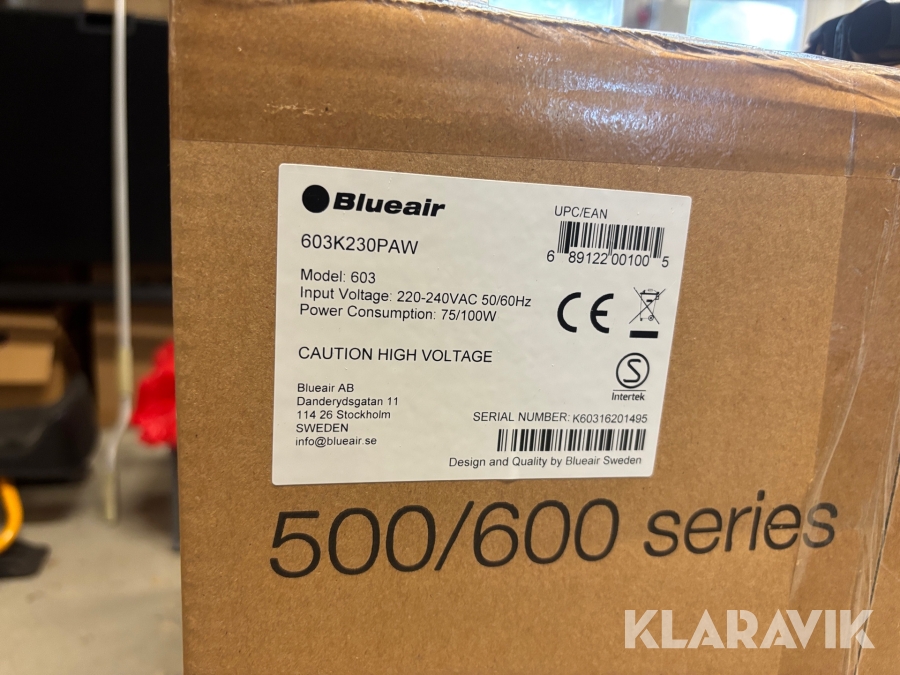 Blueair
603K230PAW
Model: 603
Input Voltage: 220-240VAC 50/60Hz
Power Consumption: 75/100W
CAUTION HIGH VOLTAGE
Blueair AB
Danderydsgatan 11
114 26 Stockholm
SWEDEN
info@blueair.se
UPC/EAN
6 89122 00100 5
CE
S
Intertek
SERIAL NUMBER: K60316201495
Design and Quality by Blueair Sweden
500/600 series
KLARAVIK